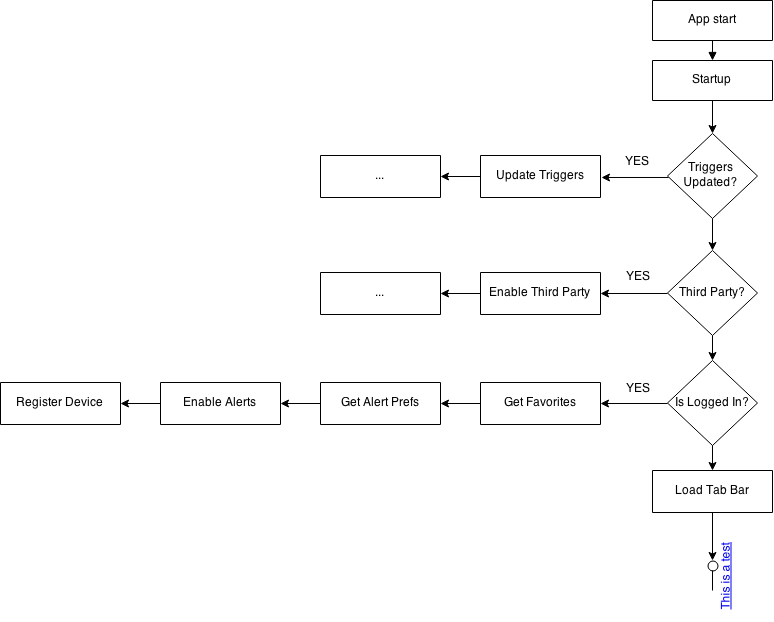 App start
Startup
Triggers
Updated?
YES
Update Triggers
...
Third Party?
YES
Enable Third Party
...
Is Logged In?
YES
Get Favorites
Get Alert Prefs
Enable Alerts
Register Device
Load Tab Bar
This is a test